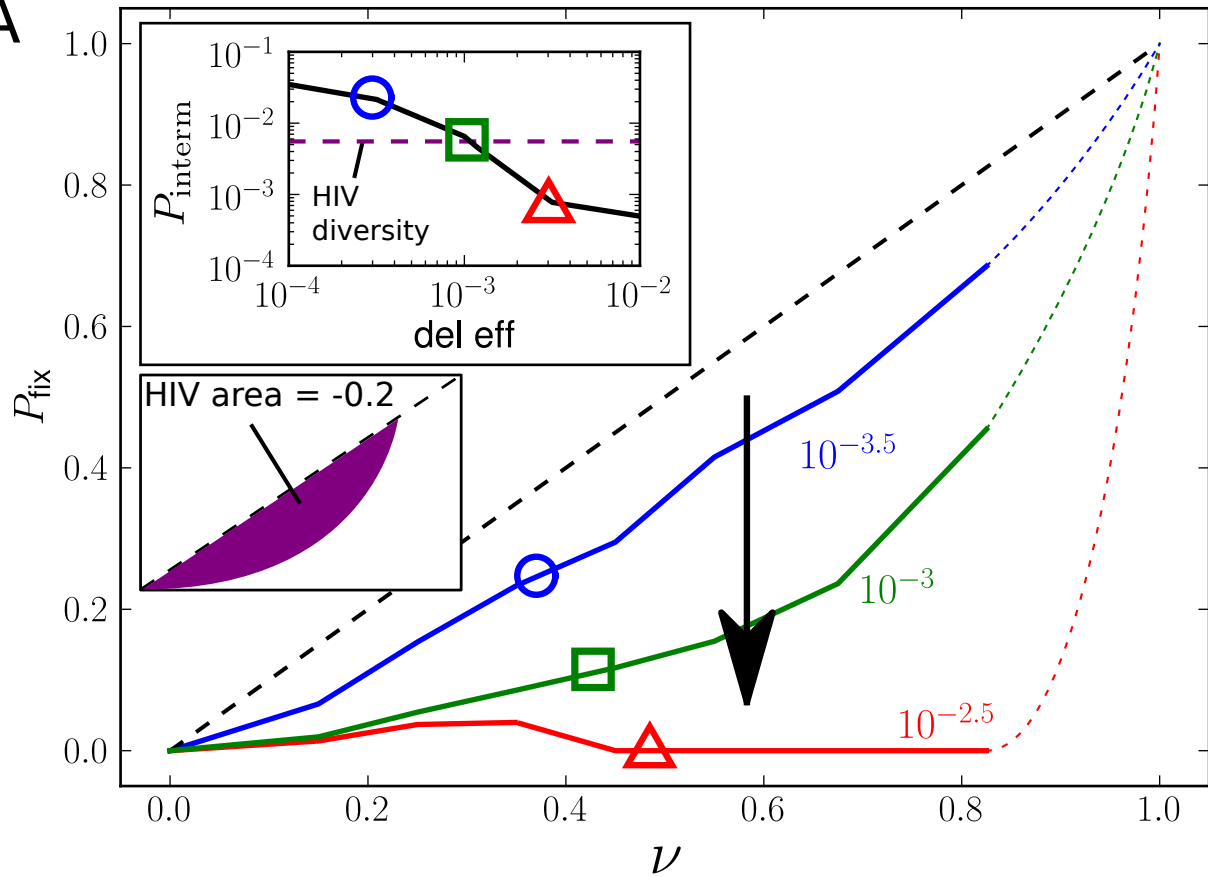 A
P_fix
1.0
0.8
0.6
0.4
0.2
0.0
0.0 0.2 0.4 0.6 0.8 1.0
ν
P_interm
10^{-1}
10^{-2}
10^{-3}
10^{-4}
HIV
diversity
10^{-4} 10^{-3} 10^{-2}
del eff
HIV area = -0.2
10^{-3.5}
10^{-3}
10^{-2.5}